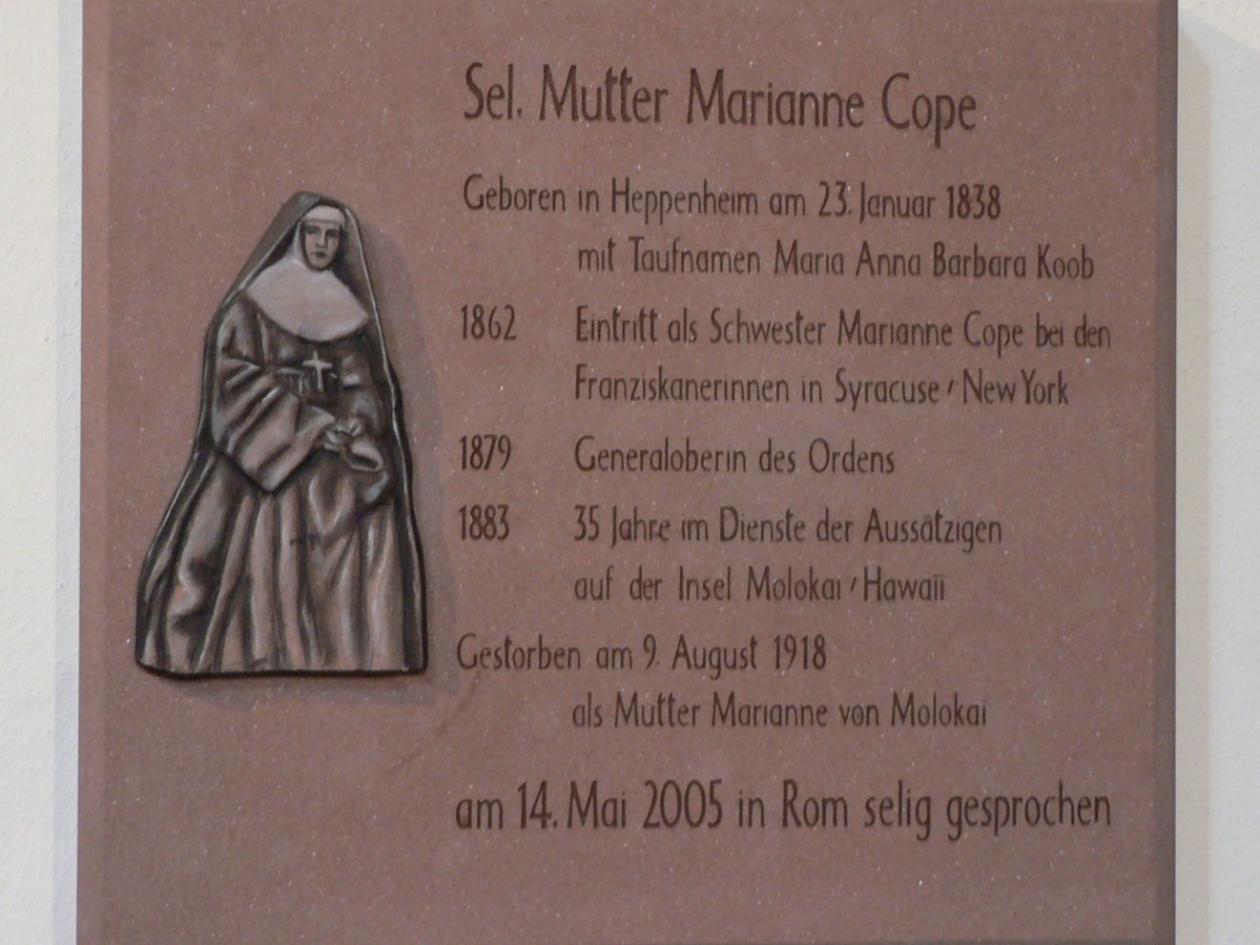 Sel. Mutter Marianne Cope
Geboren in Heppenheim am 23. Januar 1838
mit Taufnamen Maria Anna Barbara Koob
1862 Eintritt als Schwester Marianne Cope bei den
Franziskanerinnen in Syracuse / New York
1879 Generaloberin des Ordens
1883 35 Jahre im Dienste der Aussätzigen
auf der Insel Molokai / Hawaii
Gestorben am 9. August 1918
als Mutter Marianne von Molokai
am 14. Mai 2005 in Rom selig gesprochen